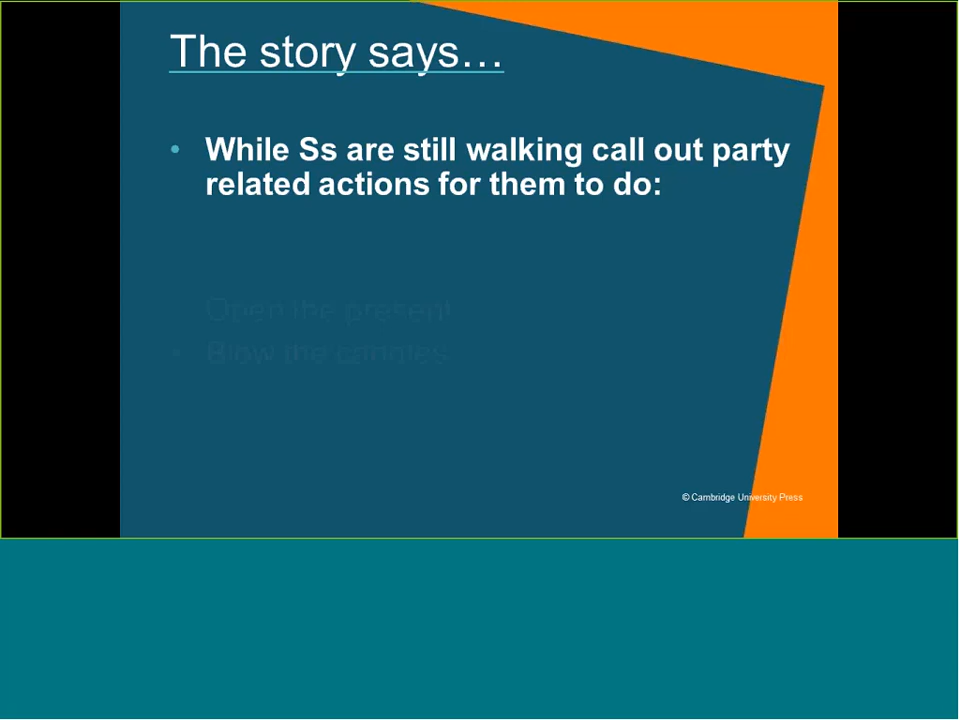 The story says…
• While Ss are still walking call out party
related actions for them to do:
Open the present
• Blow the candles
© Cambridge University Press